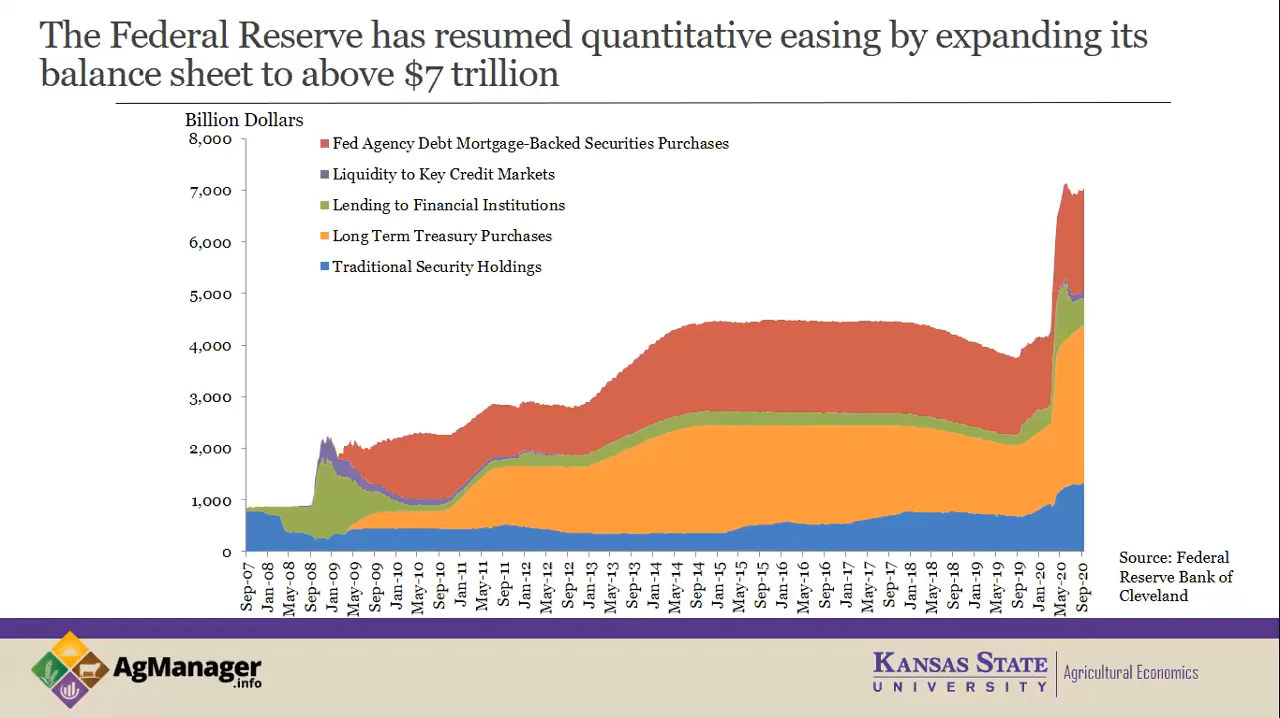 The Federal Reserve has resumed quantitative easing by expanding its
balance sheet to above $7 trillion
Billion Dollars
8,000
7,000
6,000
5,000
4,000
3,000
2,000
1,000
0
Fed Agency Debt Mortgage-Backed Securities Purchases
Liquidity to Key Credit Markets
Lending to Financial Institutions
Long Term Treasury Purchases
Traditional Security Holdings
Sep-07
Jan-08
May-08
Sep-08
Jan-09
May-09
Sep-09
Jan-10
May-10
Sep-10
Jan-11
May-11
Sep-11
Jan-12
May-12
Sep-12
Jan-13
May-13
Sep-13
Jan-14
May-14
Sep-14
Jan-15
May-15
Sep-15
Jan-16
May-16
Sep-16
Jan-17
May-17
Sep-17
Jan-18
May-18
Sep-18
Jan-19
May-19
Sep-19
Jan-20
May-20
Sep-20
Source: Federal
Reserve Bank of
Cleveland
AgManager
.info
KANSAS STATE
UNIVERSITY
Agricultural Economics